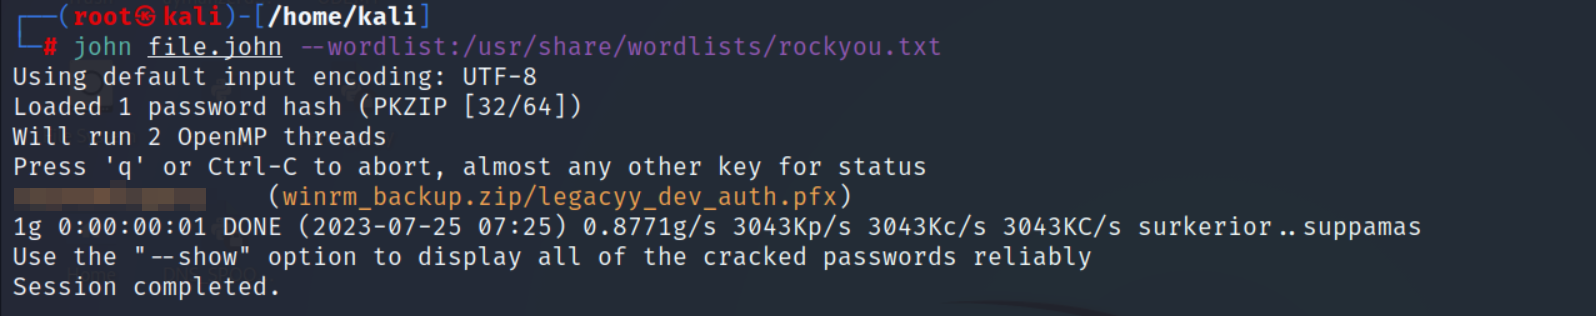 ┌──(root㉿kali)-[/home/kali]
└─# john file.john --wordlist:/usr/share/wordlists/rockyou.txt
Using default input encoding: UTF-8
Loaded 1 password hash (PKZIP [32/64])
Will run 2 OpenMP threads
Press 'q' or Ctrl-C to abort, almost any other key for status
(winrm_backup.zip/legacyy_dev_auth.pfx)
1g 0:00:00:01 DONE (2023-07-25 07:25) 0.8771g/s 3043Kp/s 3043Kc/s 3043KC/s surkerior..suppamas
Use the "--show" option to display all of the cracked passwords reliably
Session completed.